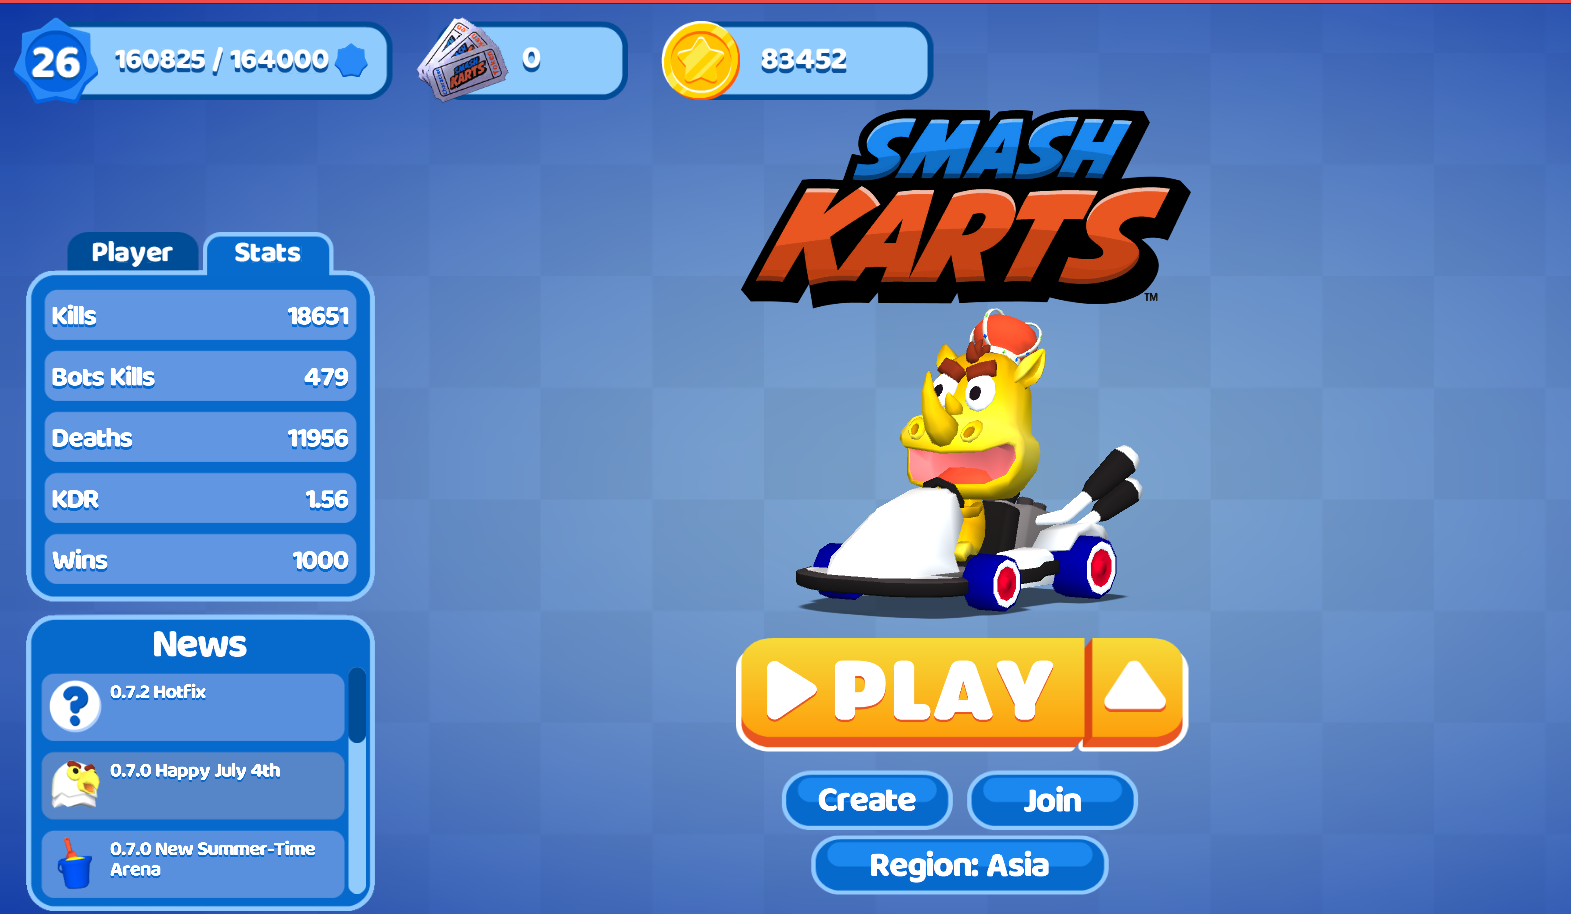 26
160825 / 164000
SMASH KARTS
0
83452
SMASH
KARTS
TM
Player
Stats
Kills 18651
Bots Kills 479
Deaths 11956
KDR 1.56
Wins 1000
News
?
0.7.2 Hotfix
0.7.0 Happy July 4th
0.7.0 New Summer-Time
Arena
PLAY
Create
Join
Region: Asia